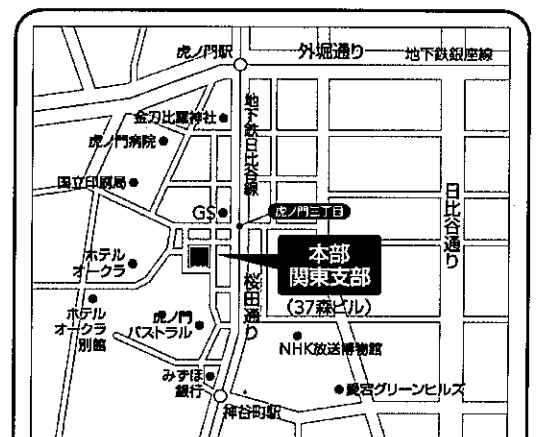 虎ノ門駅
外堀通り
地下鉄銀座線
金刀比羅神社
地下鉄日比谷線
虎ノ門病院
国立印刷局
GS
虎ノ門三丁目
日比谷通り
本部
関東支部
(37森ビル)
ホテル
オークラ
桜田通り
ホテル
オークラ
別館
虎ノ門
パストラル
NHK放送博物館
みずほ
銀行
愛宕グリーンヒルズ
神谷町駅